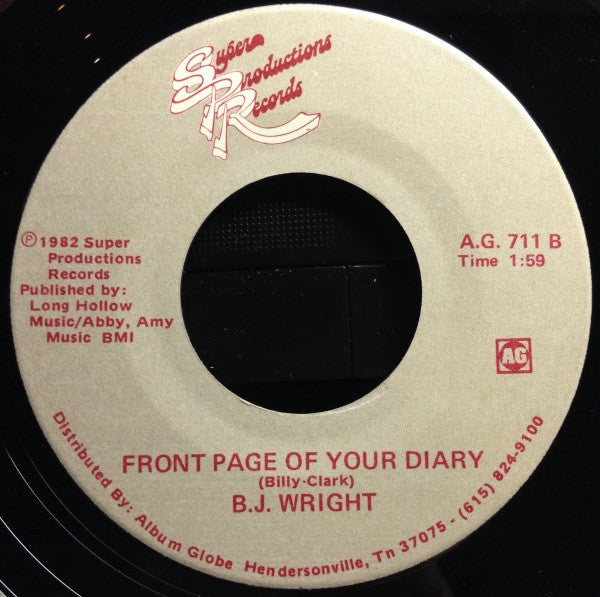 Super
Productions
Records
℗1982 Super
Productions
Records
Published by:
Long Hollow
Music/Abby, Amy
Music BMI
A.G. 711 B
Time 1:59
AG
FRONT PAGE OF YOUR DIARY
(Billy-Clark)
B.J. WRIGHT
Distributed By: Album Globe Hendersonville, Tn 37075 - (615) 824-9100